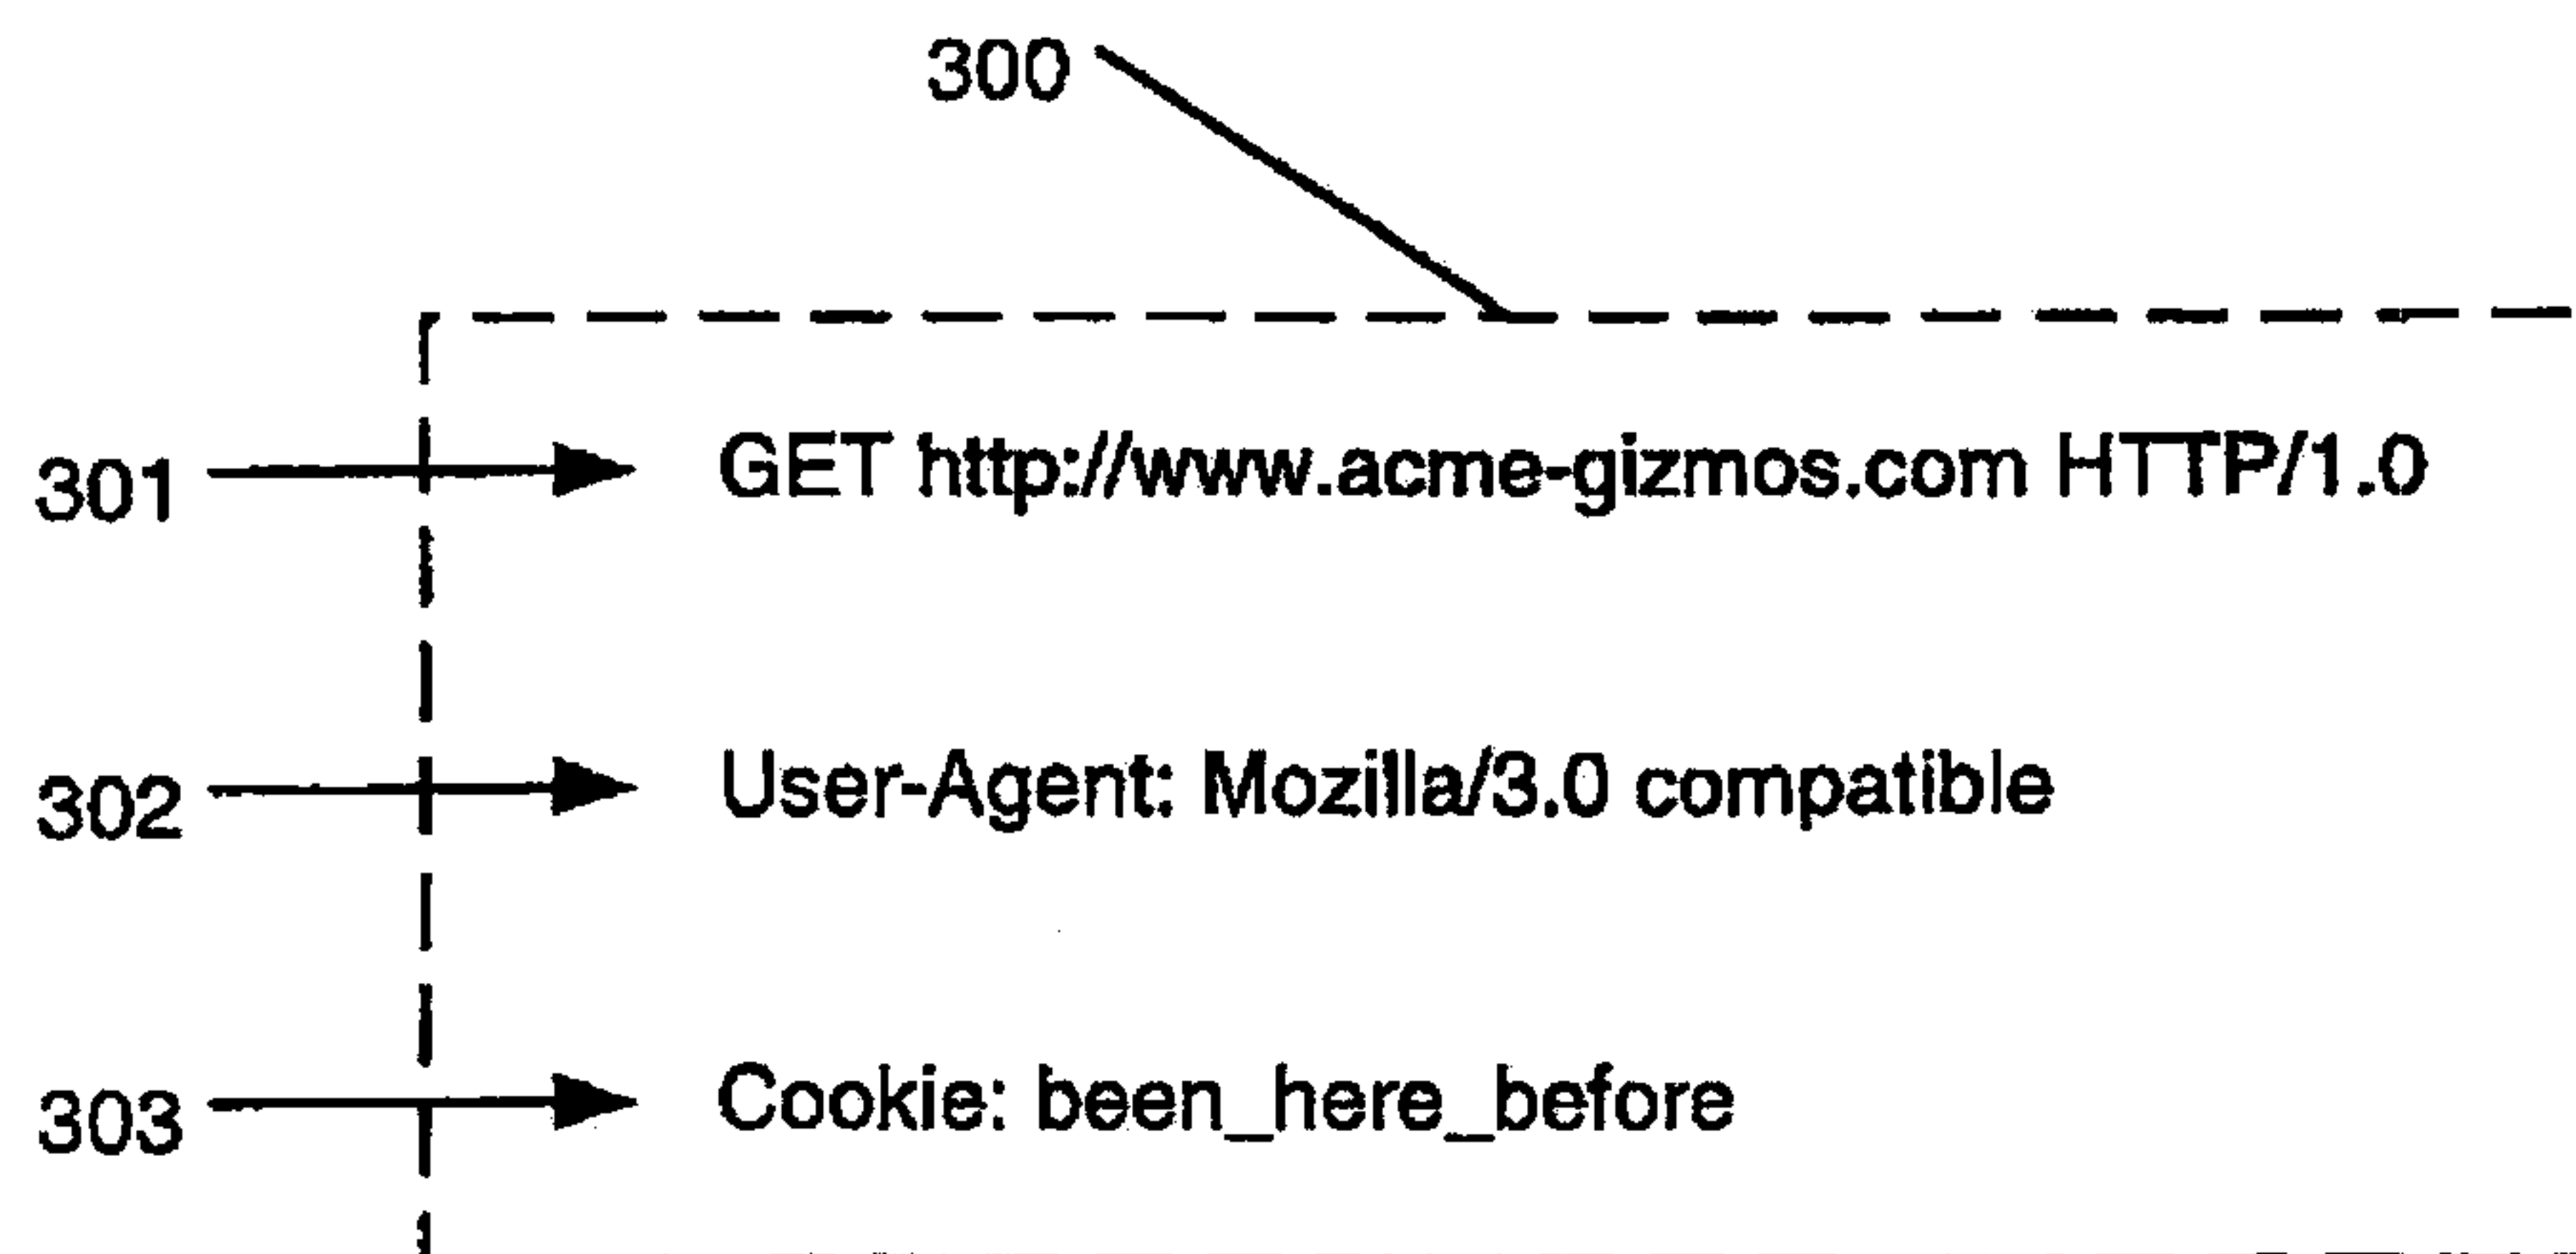 300
301 GET http://www.acme-gizmos.com HTTP/1.0
302 User-Agent: Mozilla/3.0 compatible
303 Cookie: been_here_before